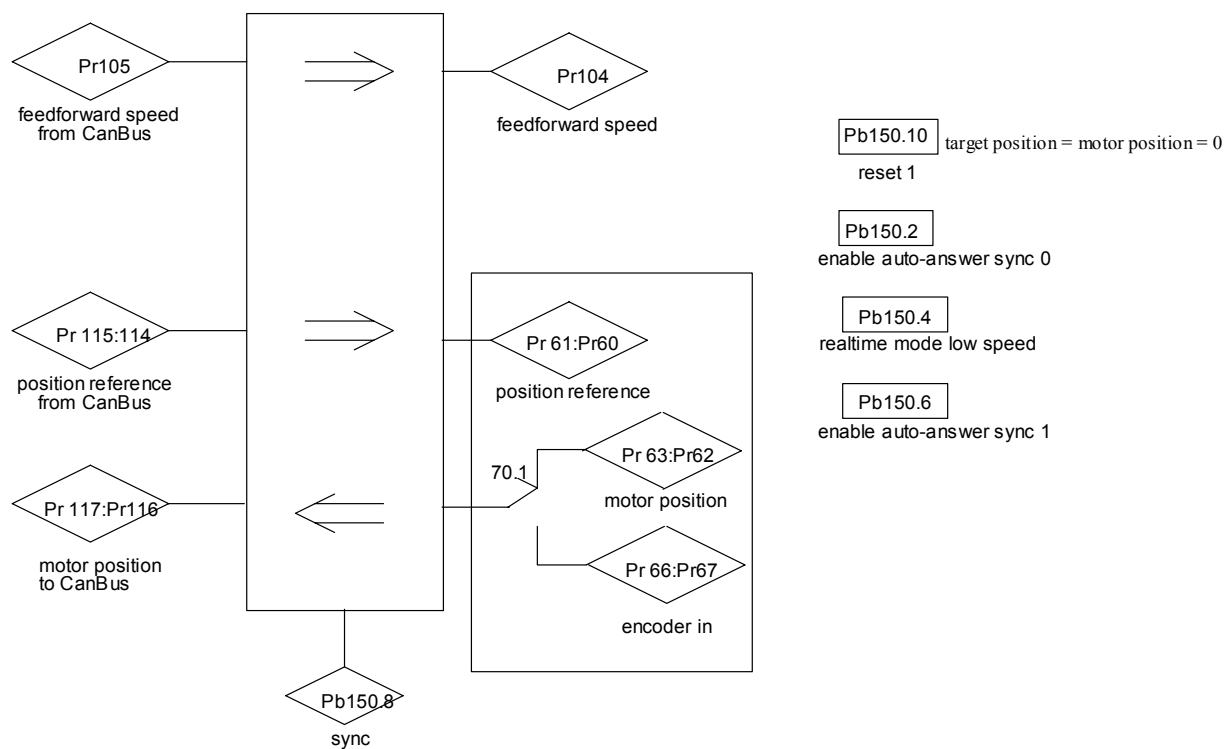 Pr105
feedforward speed
from CanBus
Pr104
feedforward speed
Pb150.10 target position = motor position = 0
reset 1
Pb150.2
enable auto-answer sync 0
Pb150.4
realtime mode low speed
Pb150.6
enable auto-answer sync 1
Pr 115:114
position reference
from CanBus
Pr 61:Pr60
position reference
70.1
Pr 63:Pr62
motor position
Pr 117:Pr116
motor position
to CanBus
Pr 66:Pr67
encoder in
Pb150.8
sync